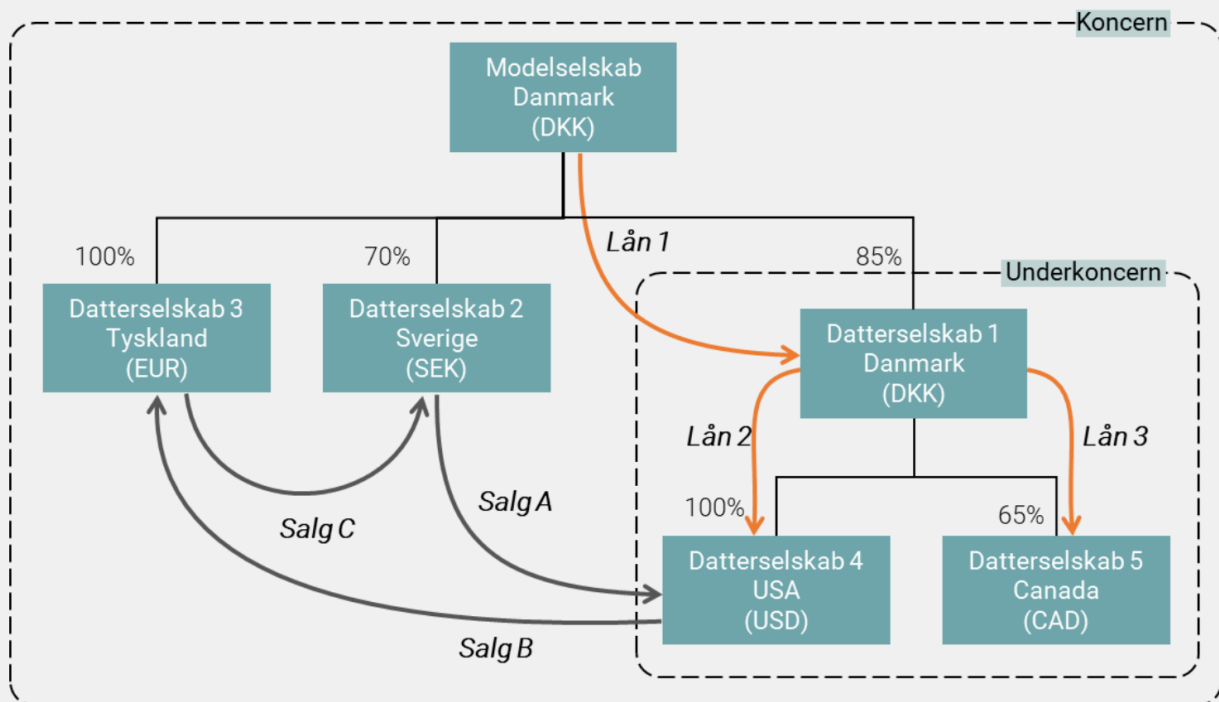 Koncern
Modelselskab
Danmark
(DKK)
Lån 1
100%
70%
85%
Underkoncern
Datterselskab 3
Tyskland
(EUR)
Datterselskab 2
Sverige
(SEK)
Datterselskab 1
Danmark
(DKK)
Lån 2
Lån 3
Salg A
Salg C
100%
65%
Datterselskab 4
USA
(USD)
Datterselskab 5
Canada
(CAD)
Salg B